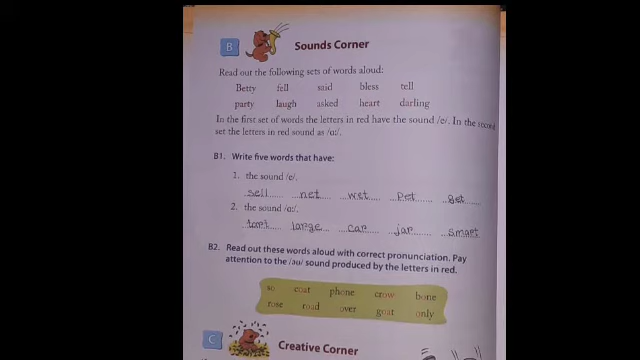 B
Sounds Corner
Read out the following sets of words aloud:
Betty fell said bless tell
party laugh asked heart darling
In the first set of words the letters in red have the sound /e/. In the second
set the letters in red sound as /ɑː/.
B1. Write five words that have:
1. the sound /e/.
sell net wet pet get
2. the sound /ɑː/.
tart large car jar smart
B2. Read out these words aloud with correct pronunciation. Pay
attention to the /əu/ sound produced by the letters in red.
so coat phone crow bone
rose road over goat only
C
Creative Corner